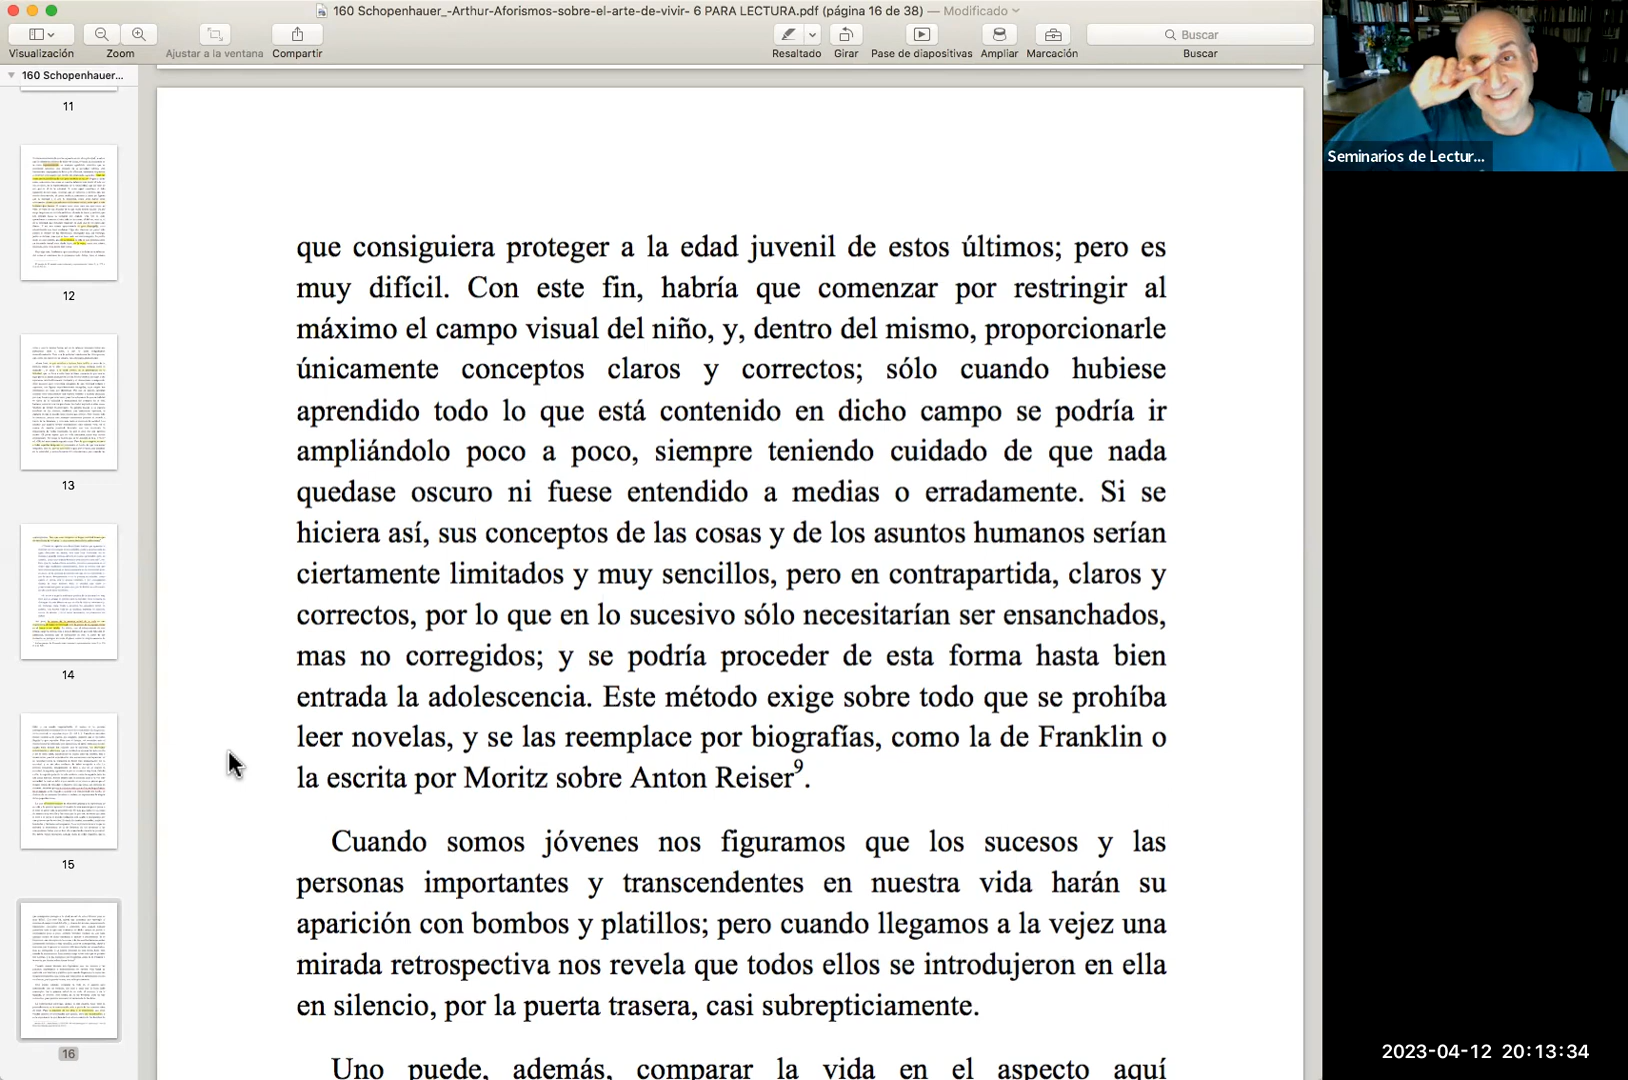 160 Schopenhauer_-Arthur-Aforismos-sobre-el-arte-de-vivir- 6 PARA LECTURA.pdf (página 16 de 38) — Modificado
Visualización
Zoom
Ajustar a la ventana
Compartir
Resaltado
Girar
Pase de diapositivas
Ampliar
Marcación
Buscar
Buscar
160 Schopenhauer...
11
12
13
14
15
16
que consiguiera proteger a la edad juvenil de estos últimos; pero es
muy difícil. Con este fin, habría que comenzar por restringir al
máximo el campo visual del niño, y, dentro del mismo, proporcionarle
únicamente conceptos claros y correctos; sólo cuando hubiese
aprendido todo lo que está contenido en dicho campo se podría ir
ampliándolo poco a poco, siempre teniendo cuidado de que nada
quedase oscuro ni fuese entendido a medias o erradamente. Si se
hiciera así, sus conceptos de las cosas y de los asuntos humanos serían
ciertamente limitados y muy sencillos, pero en contrapartida, claros y
correctos, por lo que en lo sucesivo sólo necesitarían ser ensanchados,
mas no corregidos; y se podría proceder de esta forma hasta bien
entrada la adolescencia. Este método exige sobre todo que se prohíba
leer novelas, y se las reemplace por biografías, como la de Franklin o
la escrita por Moritz sobre Anton Reiser9.
Cuando somos jóvenes nos figuramos que los sucesos y las
personas importantes y transcendentes en nuestra vida harán su
aparición con bombos y platillos; pero cuando llegamos a la vejez una
mirada retrospectiva nos revela que todos ellos se introdujeron en ella
en silencio, por la puerta trasera, casi subrepticiamente.
Uno puede, además, comparar la vida en el aspecto aquí
Seminarios de Lectur...
2023-04-12 20:13:34